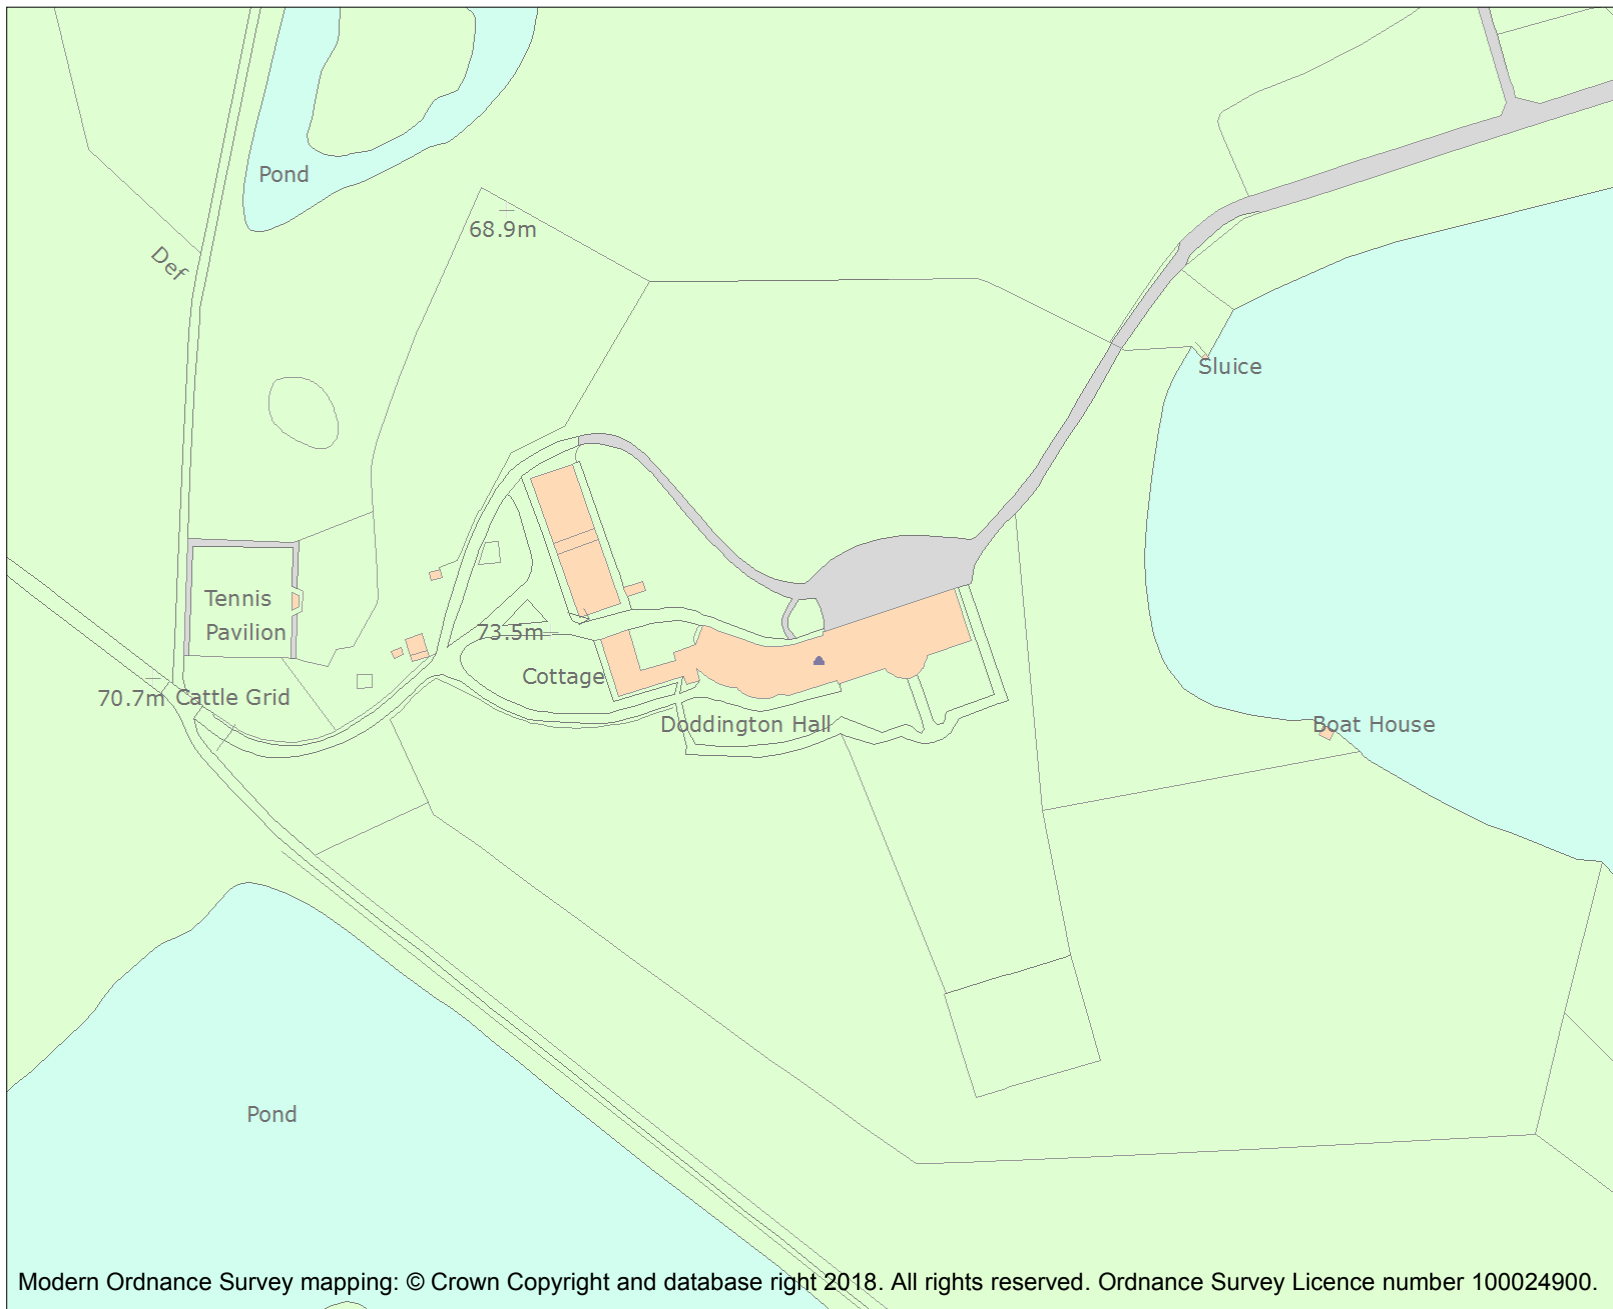 Pond
68.9m
Def
Sluice
Tennis
Pavilion
73.5m
Cottage
70.7m
Cattle Grid
Doddington Hall
Boat House
Pond
Modern Ordnance Survey mapping: © Crown Copyright and database right 2018. All rights reserved. Ordnance Survey Licence number 100024900.